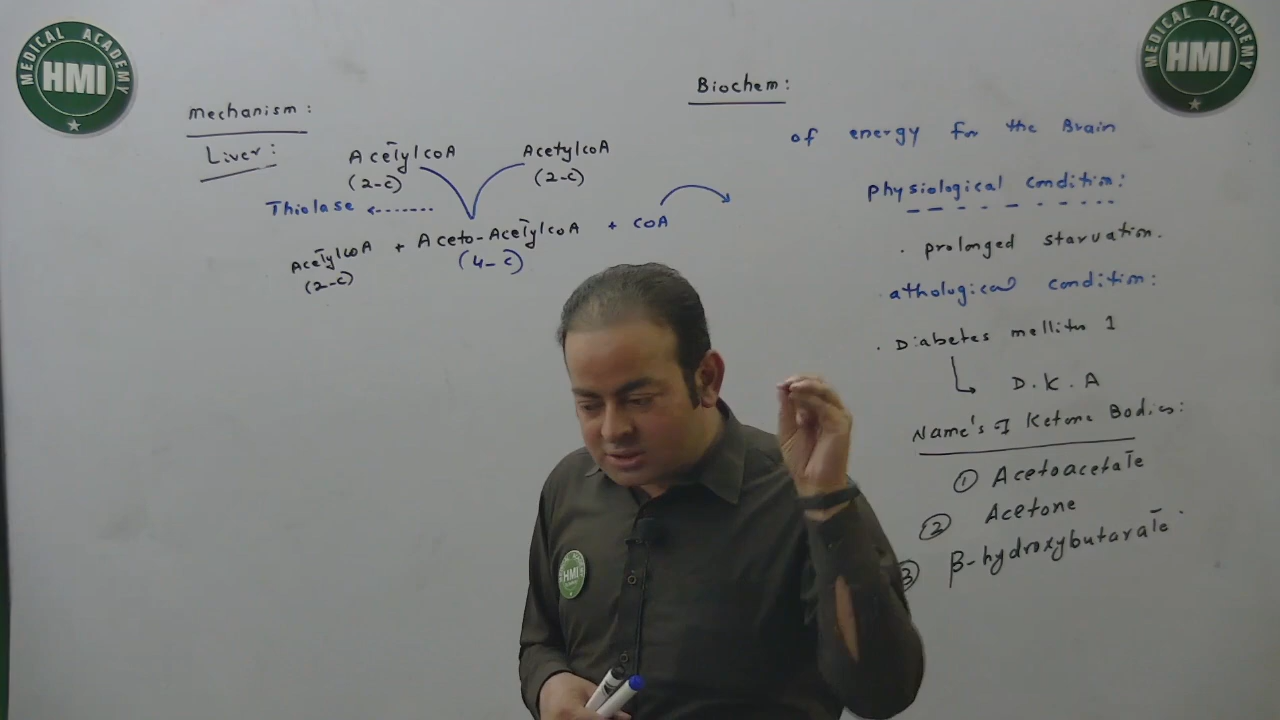 MEDICAL ACADEMY
HMI
MEDICAL ACADEMY
HMI
Biochem:
mechanism:
Liver:
AcetylcoA
AcetylcoA
(2-C)
(2-C)
Thiolase
AcetylcoA + Aceto-AcetylcoA + CoA
(2-C)
(4-C)
of energy for the Brain
physiological condition:
. prolonged starvation.
athological condition:
. Diabetes mellitus 1
D.K.A
Name's of Ketone Bodies:
① Acetoacetate
② Acetone
③ β-hydroxybutarate
HMI